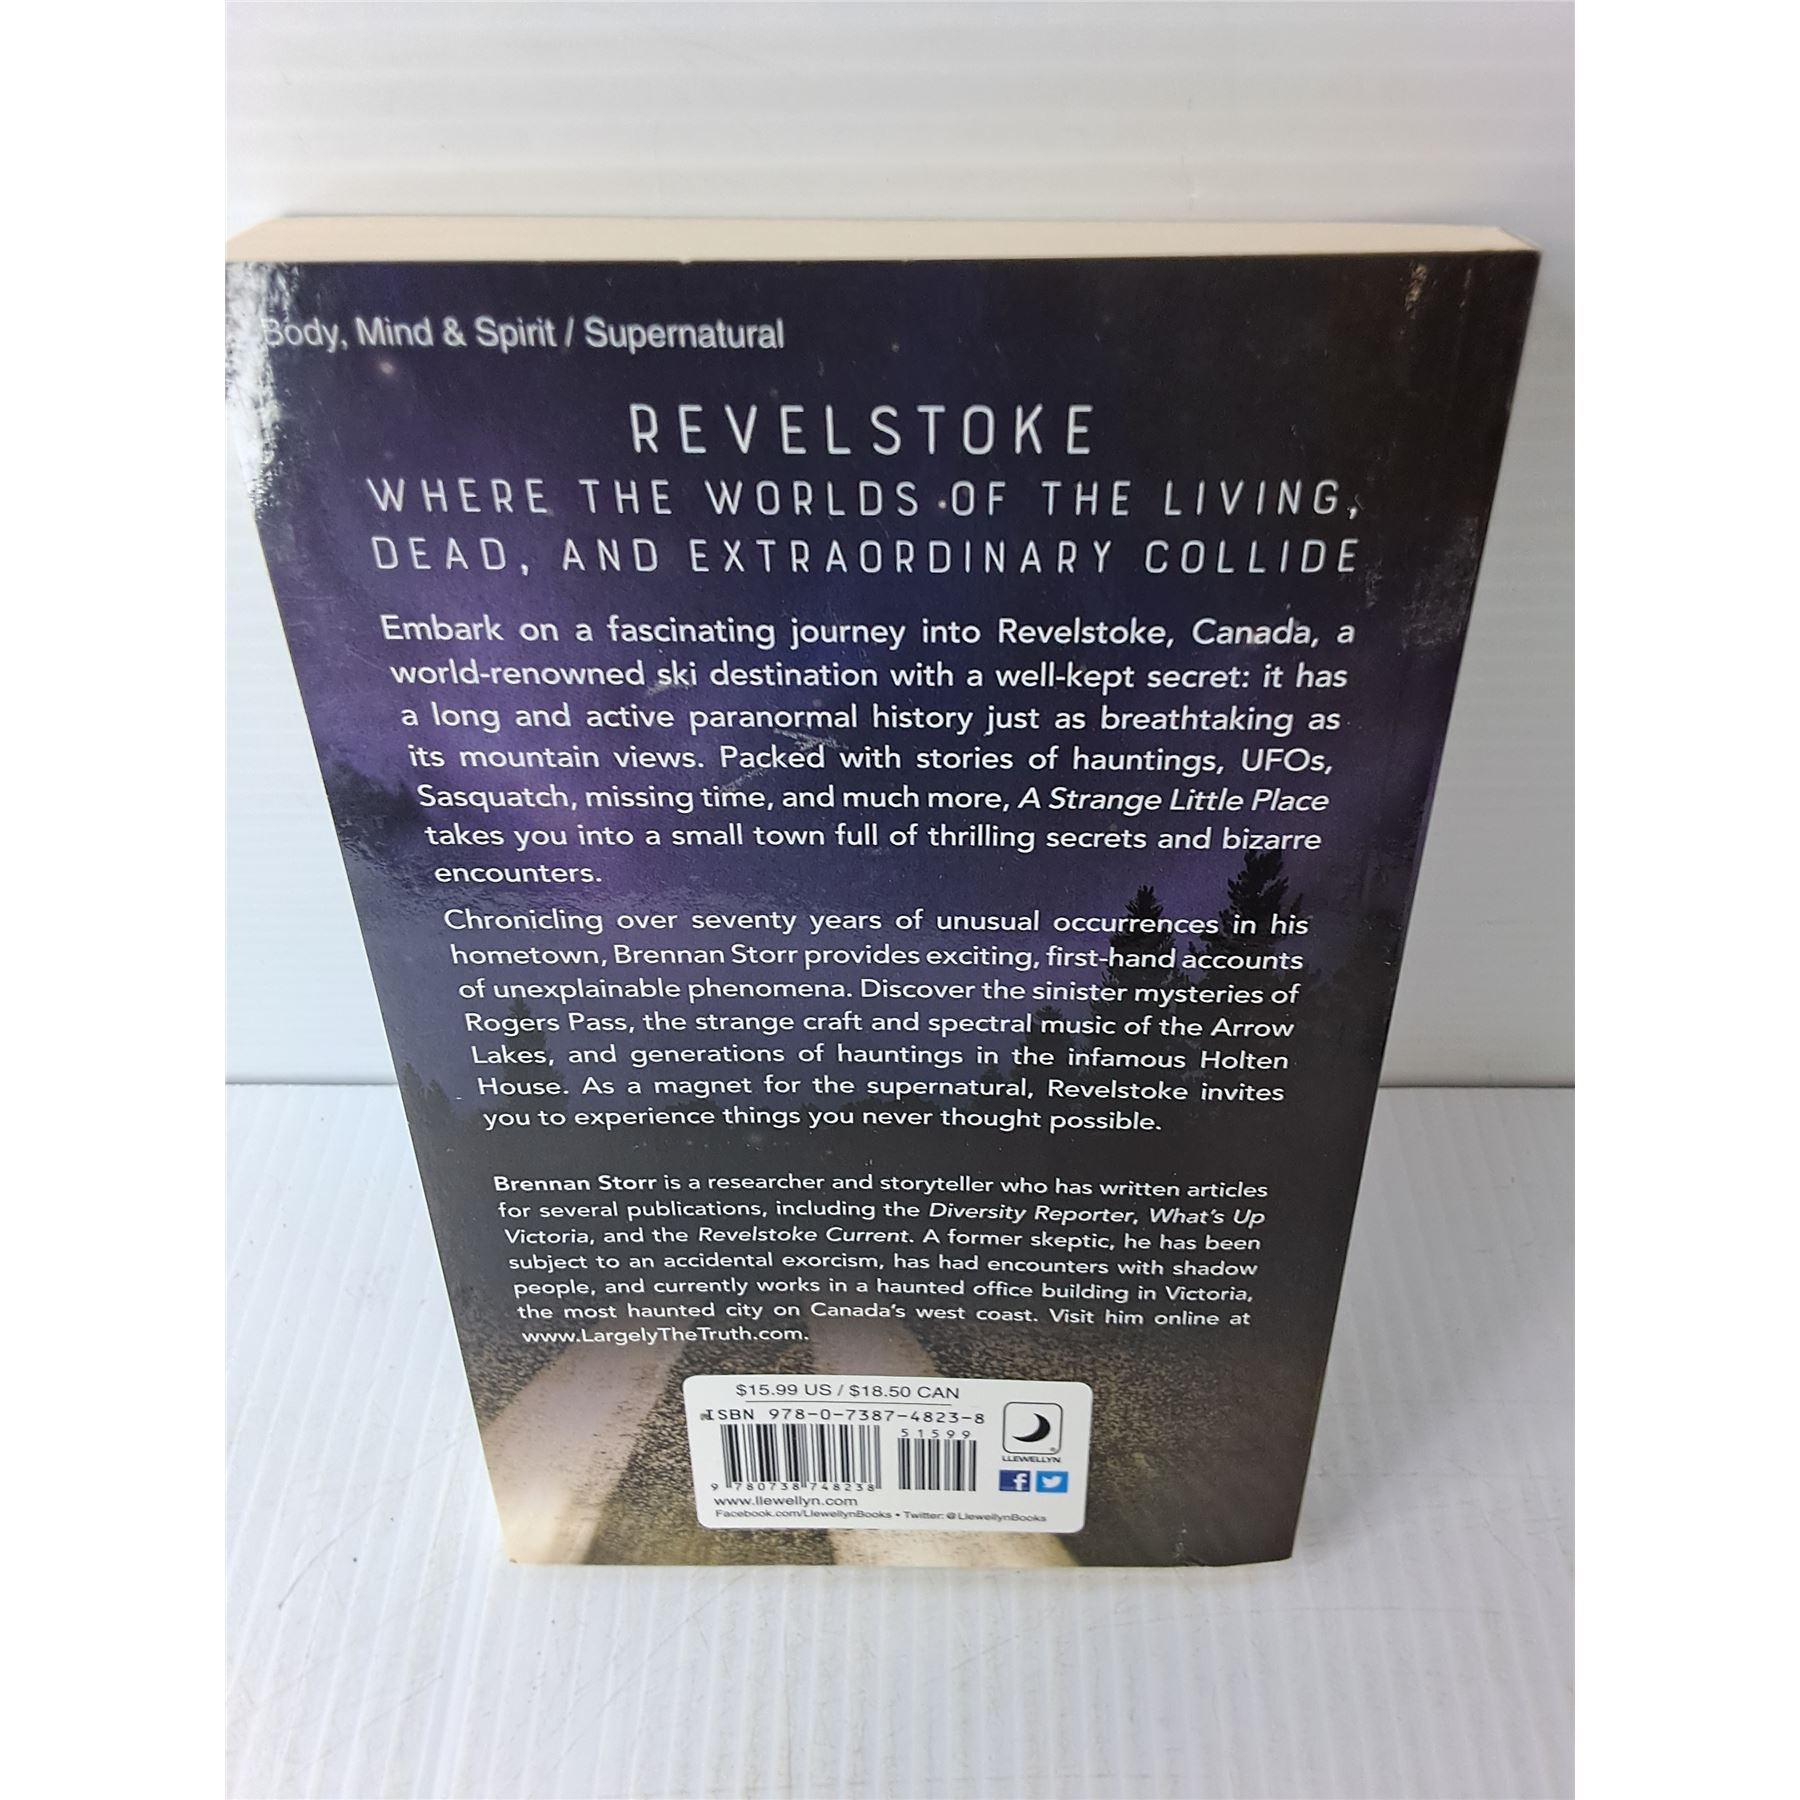 Body, Mind & Spirit / Supernatural
REVELSTOKE
WHERE THE WORLDS OF THE LIVING,
DEAD, AND EXTRAORDINARY COLLIDE
Embark on a fascinating journey into Revelstoke, Canada, a
world-renowned ski destination with a well-kept secret: it has
a long and active paranormal history just as breathtaking as
its mountain views. Packed with stories of hauntings, UFOs,
Sasquatch, missing time, and much more, A Strange Little Place
takes you into a small town full of thrilling secrets and bizarre
encounters.
Chronicling over seventy years of unusual occurrences in his
hometown, Brennan Storr provides exciting, first-hand accounts
of unexplainable phenomena. Discover the sinister mysteries of
Rogers Pass, the strange craft and spectral music of the Arrow
Lakes, and generations of hauntings in the infamous Holten
House. As a magnet for the supernatural, Revelstoke invites
you to experience things you never thought possible.
Brennan Storr is a researcher and storyteller who has written articles
for several publications, including the Diversity Reporter, What's Up
Victoria, and the Revelstoke Current. A former skeptic, he has been
subject to an accidental exorcism, has had encounters with shadow
people, and currently works in a haunted office building in Victoria,
the most haunted city on Canada's west coast. Visit him online at
www.LargelyTheTruth.com.
$15.99 US / $18.50 CAN
ISBN 978-0-7387-4823-8
51599
9 780738 748238
LLEWELLYN
www.llewellyn.com
Facebook.com/LlewellynBooks • Twitter: @LlewellynBooks